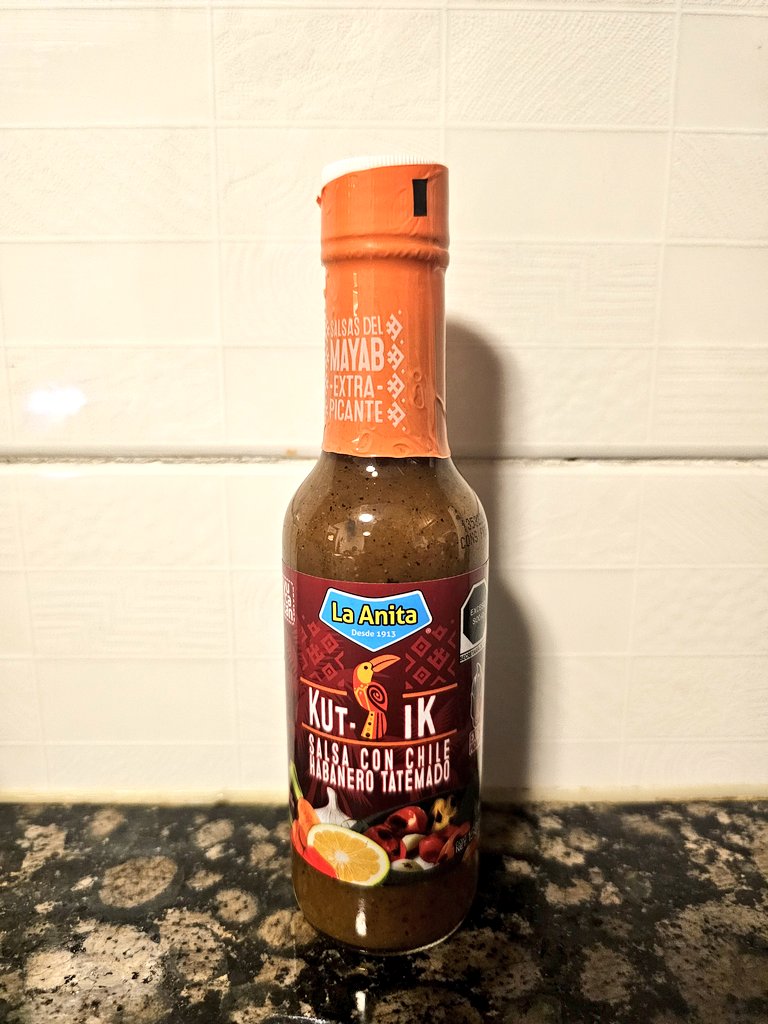 SALSAS DEL
MAYAB
-EXTRA-
PICANTE
La Anita
Desde 1913
KUT-IK
SALSA CON CHILE
HABANERO TATEMADO